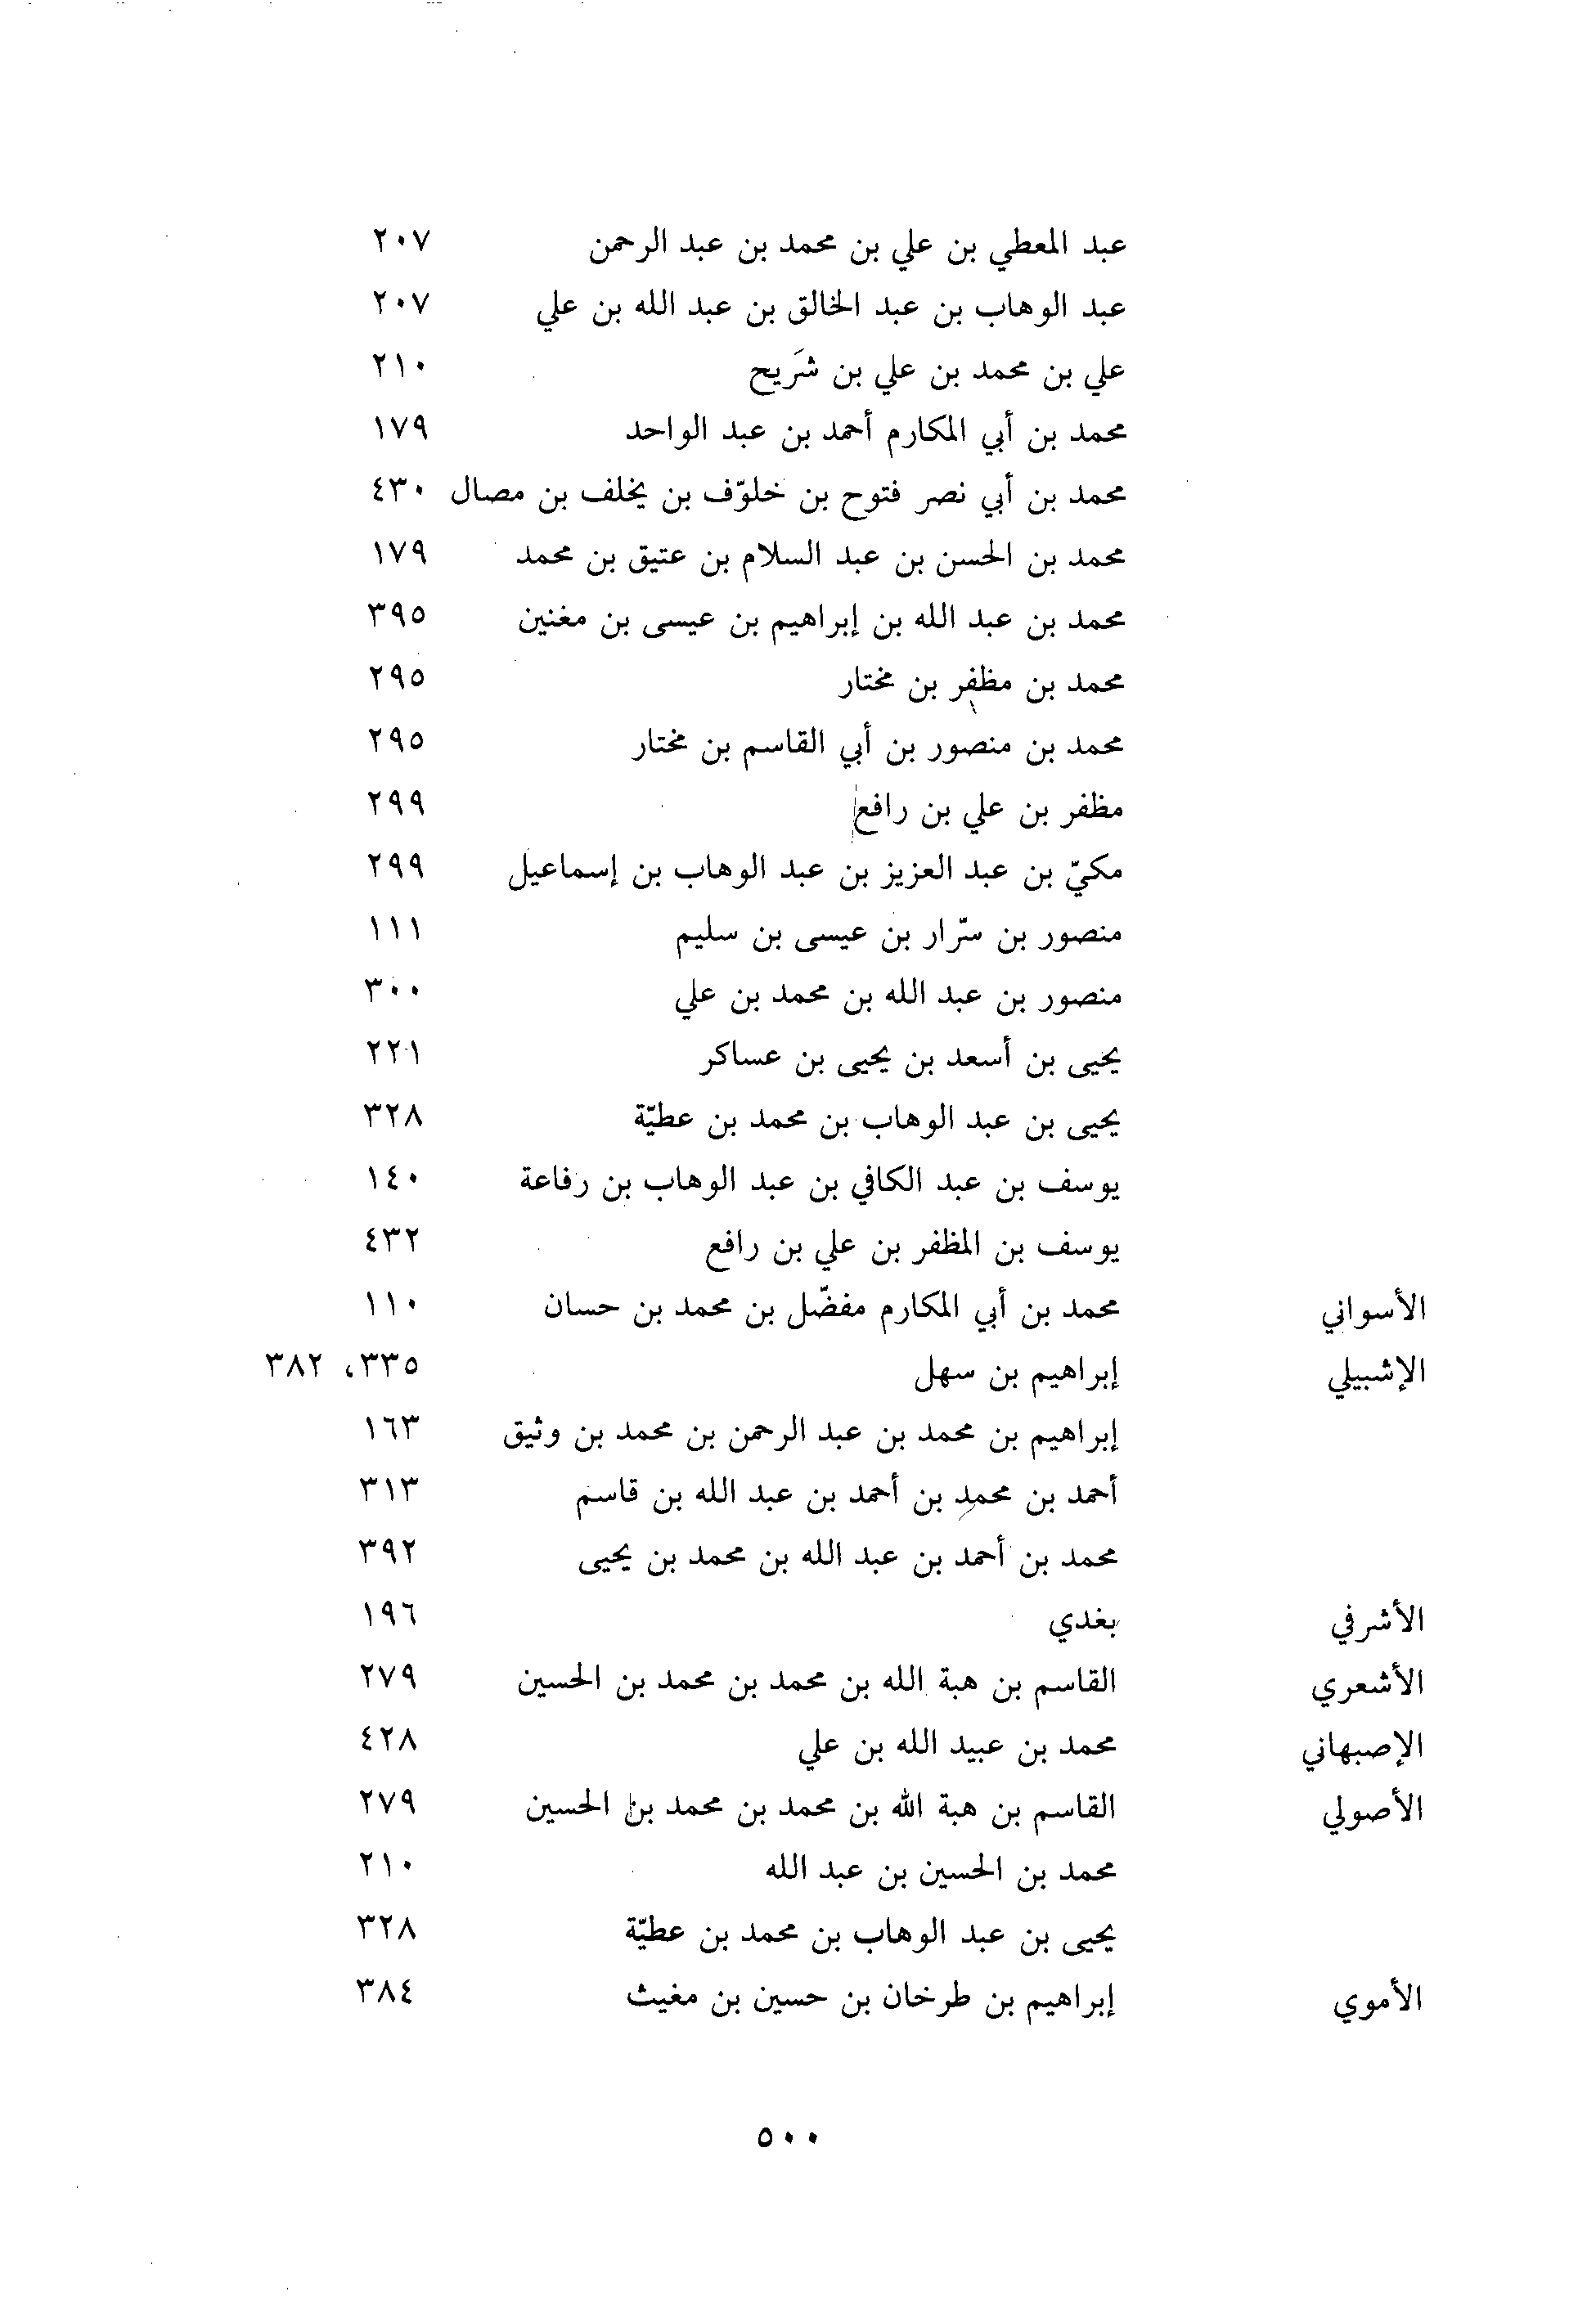 عبد المعطي بن علي بن محمد بن عبد الرحمن ٢٠٧
عبد الوهاب بن عبد الخالق بن عبد الله بن علي ٢٠٧
علي بن محمد بن علي بن شَريح ٢١٠
محمد بن أبي المكارم أحمد بن عبد الواحد ١٧٩
محمد بن أبي نصر فتوح بن خلوّف بن يخلف بن مصال ٤٣٠
محمد بن الحسن بن عبد السلام بن عتيق بن محمد ١٧٩
محمد بن عبد الله بن إبراهيم بن عيسى بن مغنين ٣٩٥
محمد بن مظفر بن مختار ٢٩٥
محمد بن منصور بن أبي القاسم بن مختار ٢٩٥
مظفر بن علي بن رافع ٢٩٩
مكيّ بن عبد العزيز بن عبد الوهاب بن إسماعيل ٢٩٩
منصور بن سرّار بن عيسى بن سليم ١١١
منصور بن عبد الله بن محمد بن علي ٣٠٠
يحيى بن أسعد بن يحيى بن عساكر ٢٢١
يحيى بن عبد الوهاب بن محمد بن عطيّة ٣٢٨
يوسف بن عبد الكافي بن عبد الوهاب بن رفاعة ١٤٠
يوسف بن المظفر بن علي بن رافع ٤٣٢
الأسواني محمد بن أبي المكارم مفضّل بن محمد بن حسان ١١٠
الإشبيلي إبراهيم بن سهل ٣٣٥، ٣٨٢
إبراهيم بن محمد بن عبد الرحمن بن محمد بن وثيق ١٦٣
أحمد بن محمد بن أحمد بن عبد الله بن قاسم ٣١٣
محمد بن أحمد بن عبد الله بن محمد بن يحيى ٣٩٢
الأشرفي بغدي ١٩٦
الأشعري القاسم بن هبة الله بن محمد بن محمد بن الحسين ٢٧٩
الإصبهاني محمد بن عبيد الله بن علي ٤٢٨
الأصولي القاسم بن هبة الله بن محمد بن محمد بن الحسين ٢٧٩
محمد بن الحسين بن عبد الله ٢١٠
يحيى بن عبد الوهاب بن محمد بن عطيّة ٣٢٨
الأموي إبراهيم بن طرخان بن حسين بن مغيث ٣٨٤
٥٠٠